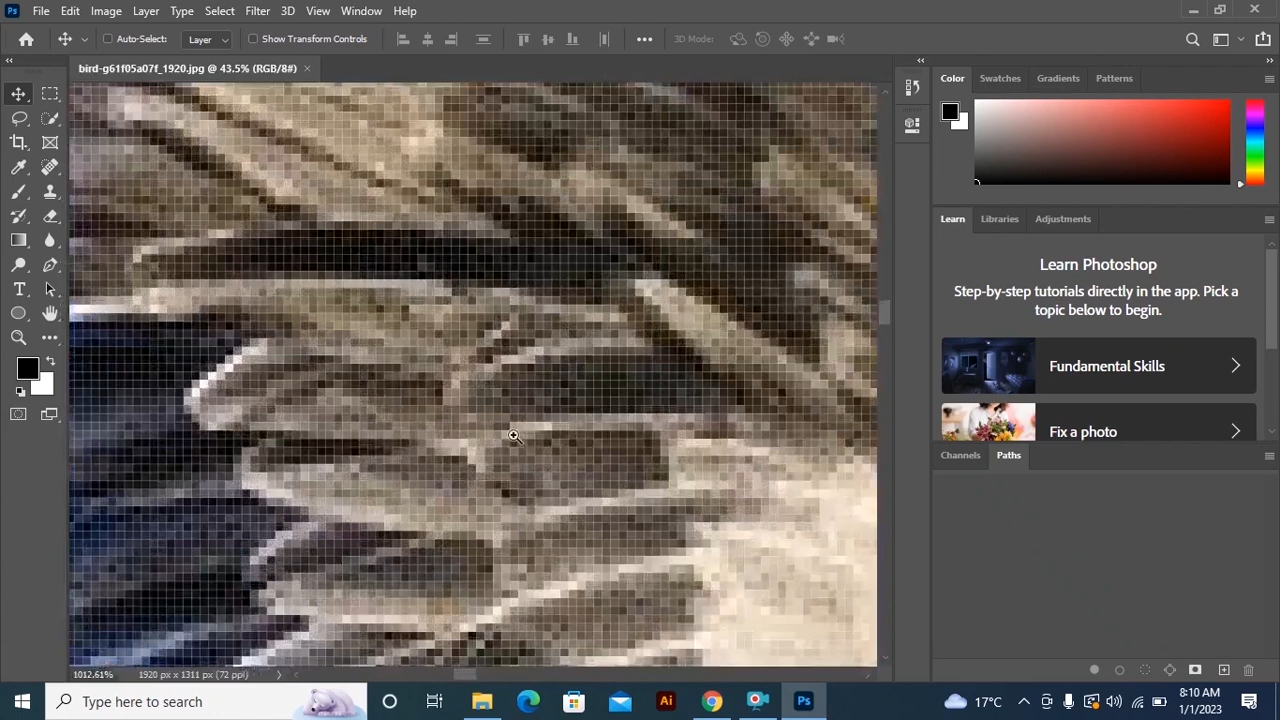 Ps File Edit Image Layer Type Select Filter 3D View Window Help
Auto-Select: Layer Show Transform Controls 3D Mode:
bird-g61f05a07f_1920.jpg @ 43.5% (RGB/8#) ×
Color Swatches Gradients Patterns
Learn Libraries Adjustments
Learn Photoshop
Step-by-step tutorials directly in the app. Pick a
topic below to begin.
Fundamental Skills
Fix a photo
Channels Paths
1012.61% 1920 px x 1311 px (72 ppi)
Type here to search
Ai Ps 17°C 8:10 AM
1/1/2023